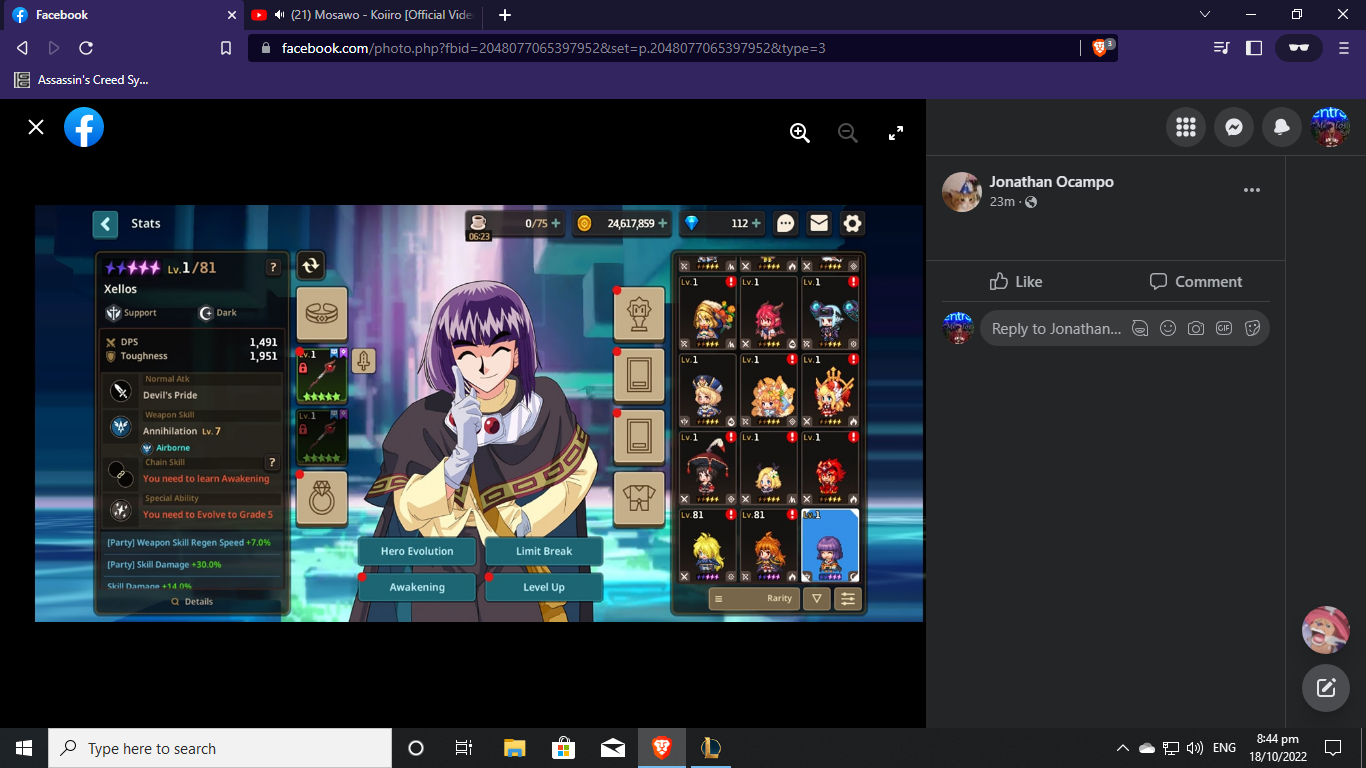 Facebook
(21) Mosawo - Koiiro [Official Vide
facebook.com/photo.php?fbid=2048077065397952&set=p.2048077065397952&type=3
3
Assassin's Creed Sy...
Jonathan Ocampo
23m ·
Like
Comment
Reply to Jonathan...
GIF
Stats
0/75 +
06:23
24,617,859 +
112 +
Lv.1/81
?
Xellos
Support
Dark
DPS 1,491
Toughness 1,951
Normal Atk
Devil's Pride
Weapon Skill
Annihilation Lv. 7
Airborne
Chain Skill
?
You need to learn Awakening
Special Ability
You need to Evolve to Grade 5
[Party] Weapon Skill Regen Speed +7.0%
[Party] Skill Damage +30.0%
Skill Damage +14.0%
Details
Lv.1
Lv.1
Hero Evolution
Limit Break
Awakening
Level Up
Lv.1
Lv.1
Lv.1
Lv.1
Lv.1
Lv.1
Lv.1
Lv.1
Lv.1
Lv.81
Lv.81
Lv.1
Rarity
Type here to search
ENG
8:44 pm
18/10/2022